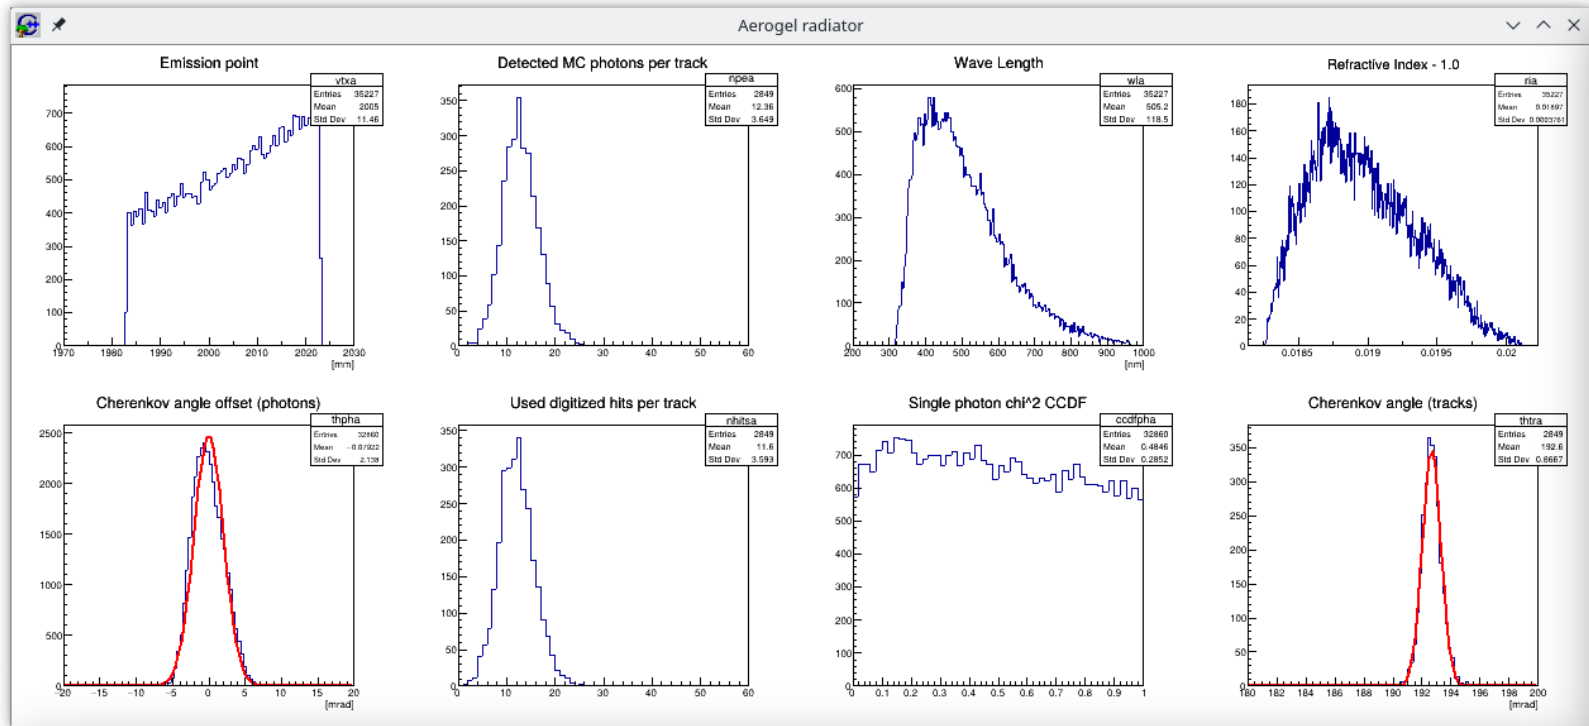 Aerogel radiator
Emission point
vtxa
Entries 35227
Mean 2005
Std Dev 11.46
700
600
500
400
300
200
100
0
1970 1980 1990 2000 2010 2020 2030
[mm]
Detected MC photons per track
npea
Entries 2849
Mean 12.36
Std Dev 3.649
350
300
250
200
150
100
50
0
0 10 20 30 40 50 60
Wave Length
wla
Entries 35227
Mean 505.2
Std Dev 118.5
600
500
400
300
200
100
0
200 300 400 500 600 700 800 900 1000
[nm]
Refractive Index - 1.0
ria
Entries 35227
Mean 0.01897
Std Dev 0.0003761
180
160
140
120
100
80
60
40
20
0
0.0185 0.019 0.0195 0.02
Cherenkov angle offset (photons)
thpha
Entries 32860
Mean -0.07922
Std Dev 2.138
2500
2000
1500
1000
500
0
-20 -15 -10 -5 0 5 10 15 20
[mrad]
Used digitized hits per track
nhitsa
Entries 2849
Mean 11.6
Std Dev 3.593
350
300
250
200
150
100
50
0
0 10 20 30 40 50 60
Single photon chi^2 CCDF
ccdfpha
Entries 32860
Mean 0.4846
Std Dev 0.2852
700
600
500
400
300
200
100
0
0 0.1 0.2 0.3 0.4 0.5 0.6 0.7 0.8 0.9 1
Cherenkov angle (tracks)
thtra
Entries 2849
Mean 192.6
Std Dev 0.8667
350
300
250
200
150
100
50
0
180 182 184 186 188 190 192 194 196 198 200
[mrad]